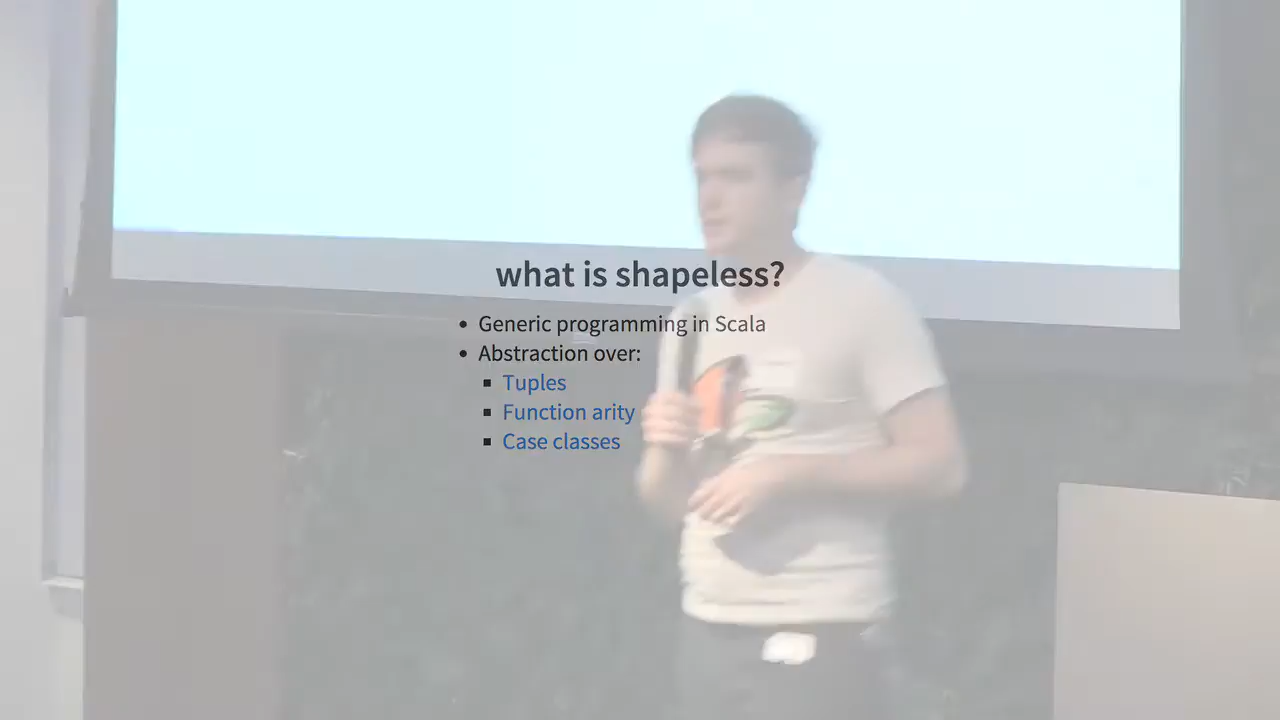 what is shapeless?
Generic programming in Scala
Abstraction over:
Tuples
Function arity
Case classes